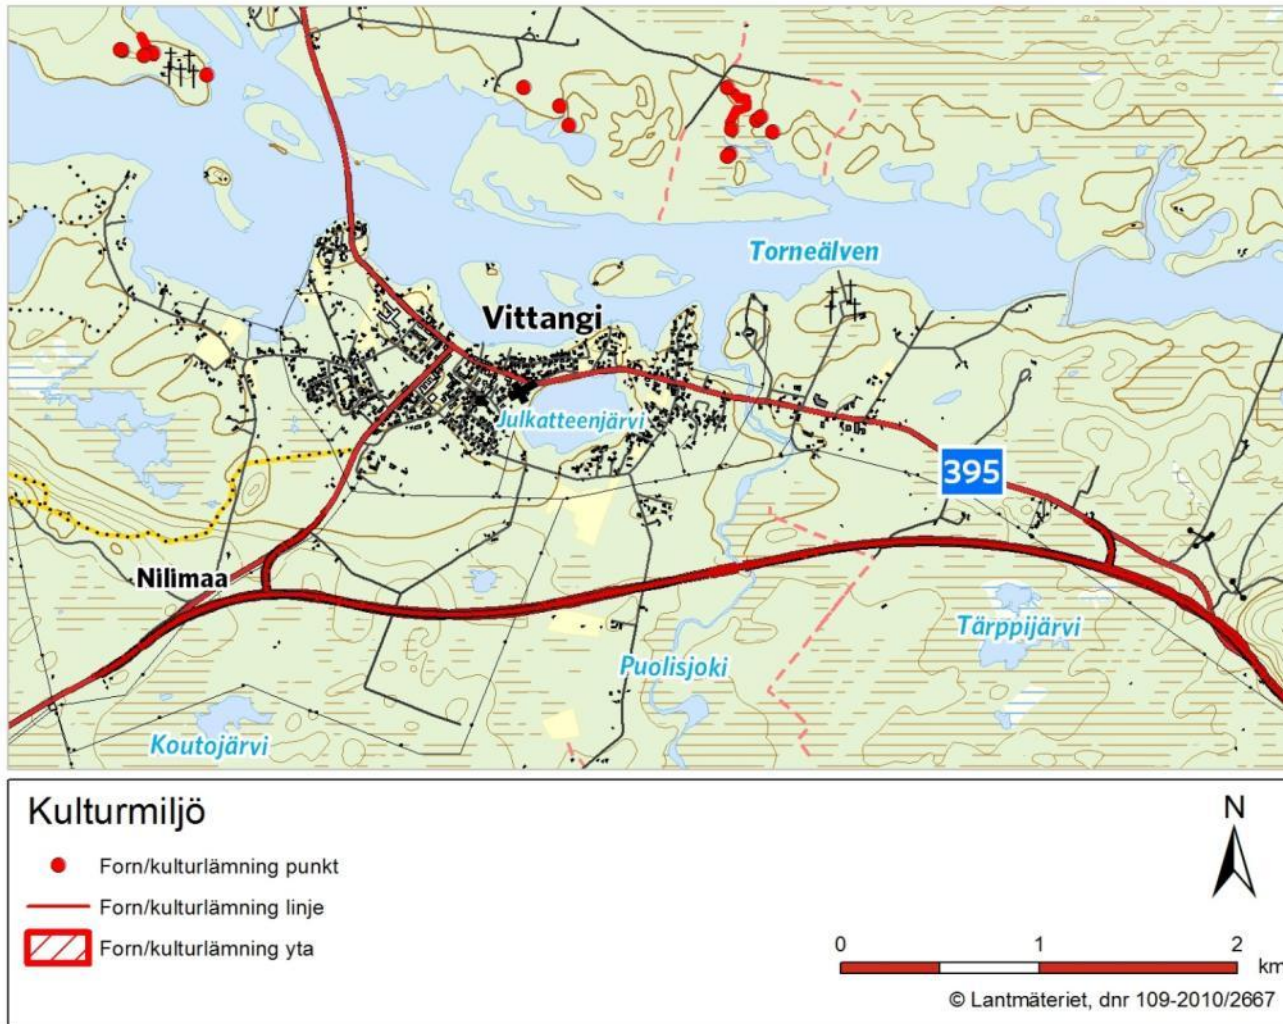 Torneälven
Vittangi
Julkatteenjärvi
395
Nilimaa
Tärppijärvi
Puolisjoki
Koutojärvi
Kulturmiljö
N
Forn/kulturlämning punkt
Forn/kulturlämning linje
Forn/kulturlämning yta
0 1 2
km
© Lantmäteriet, dnr 109-2010/2667